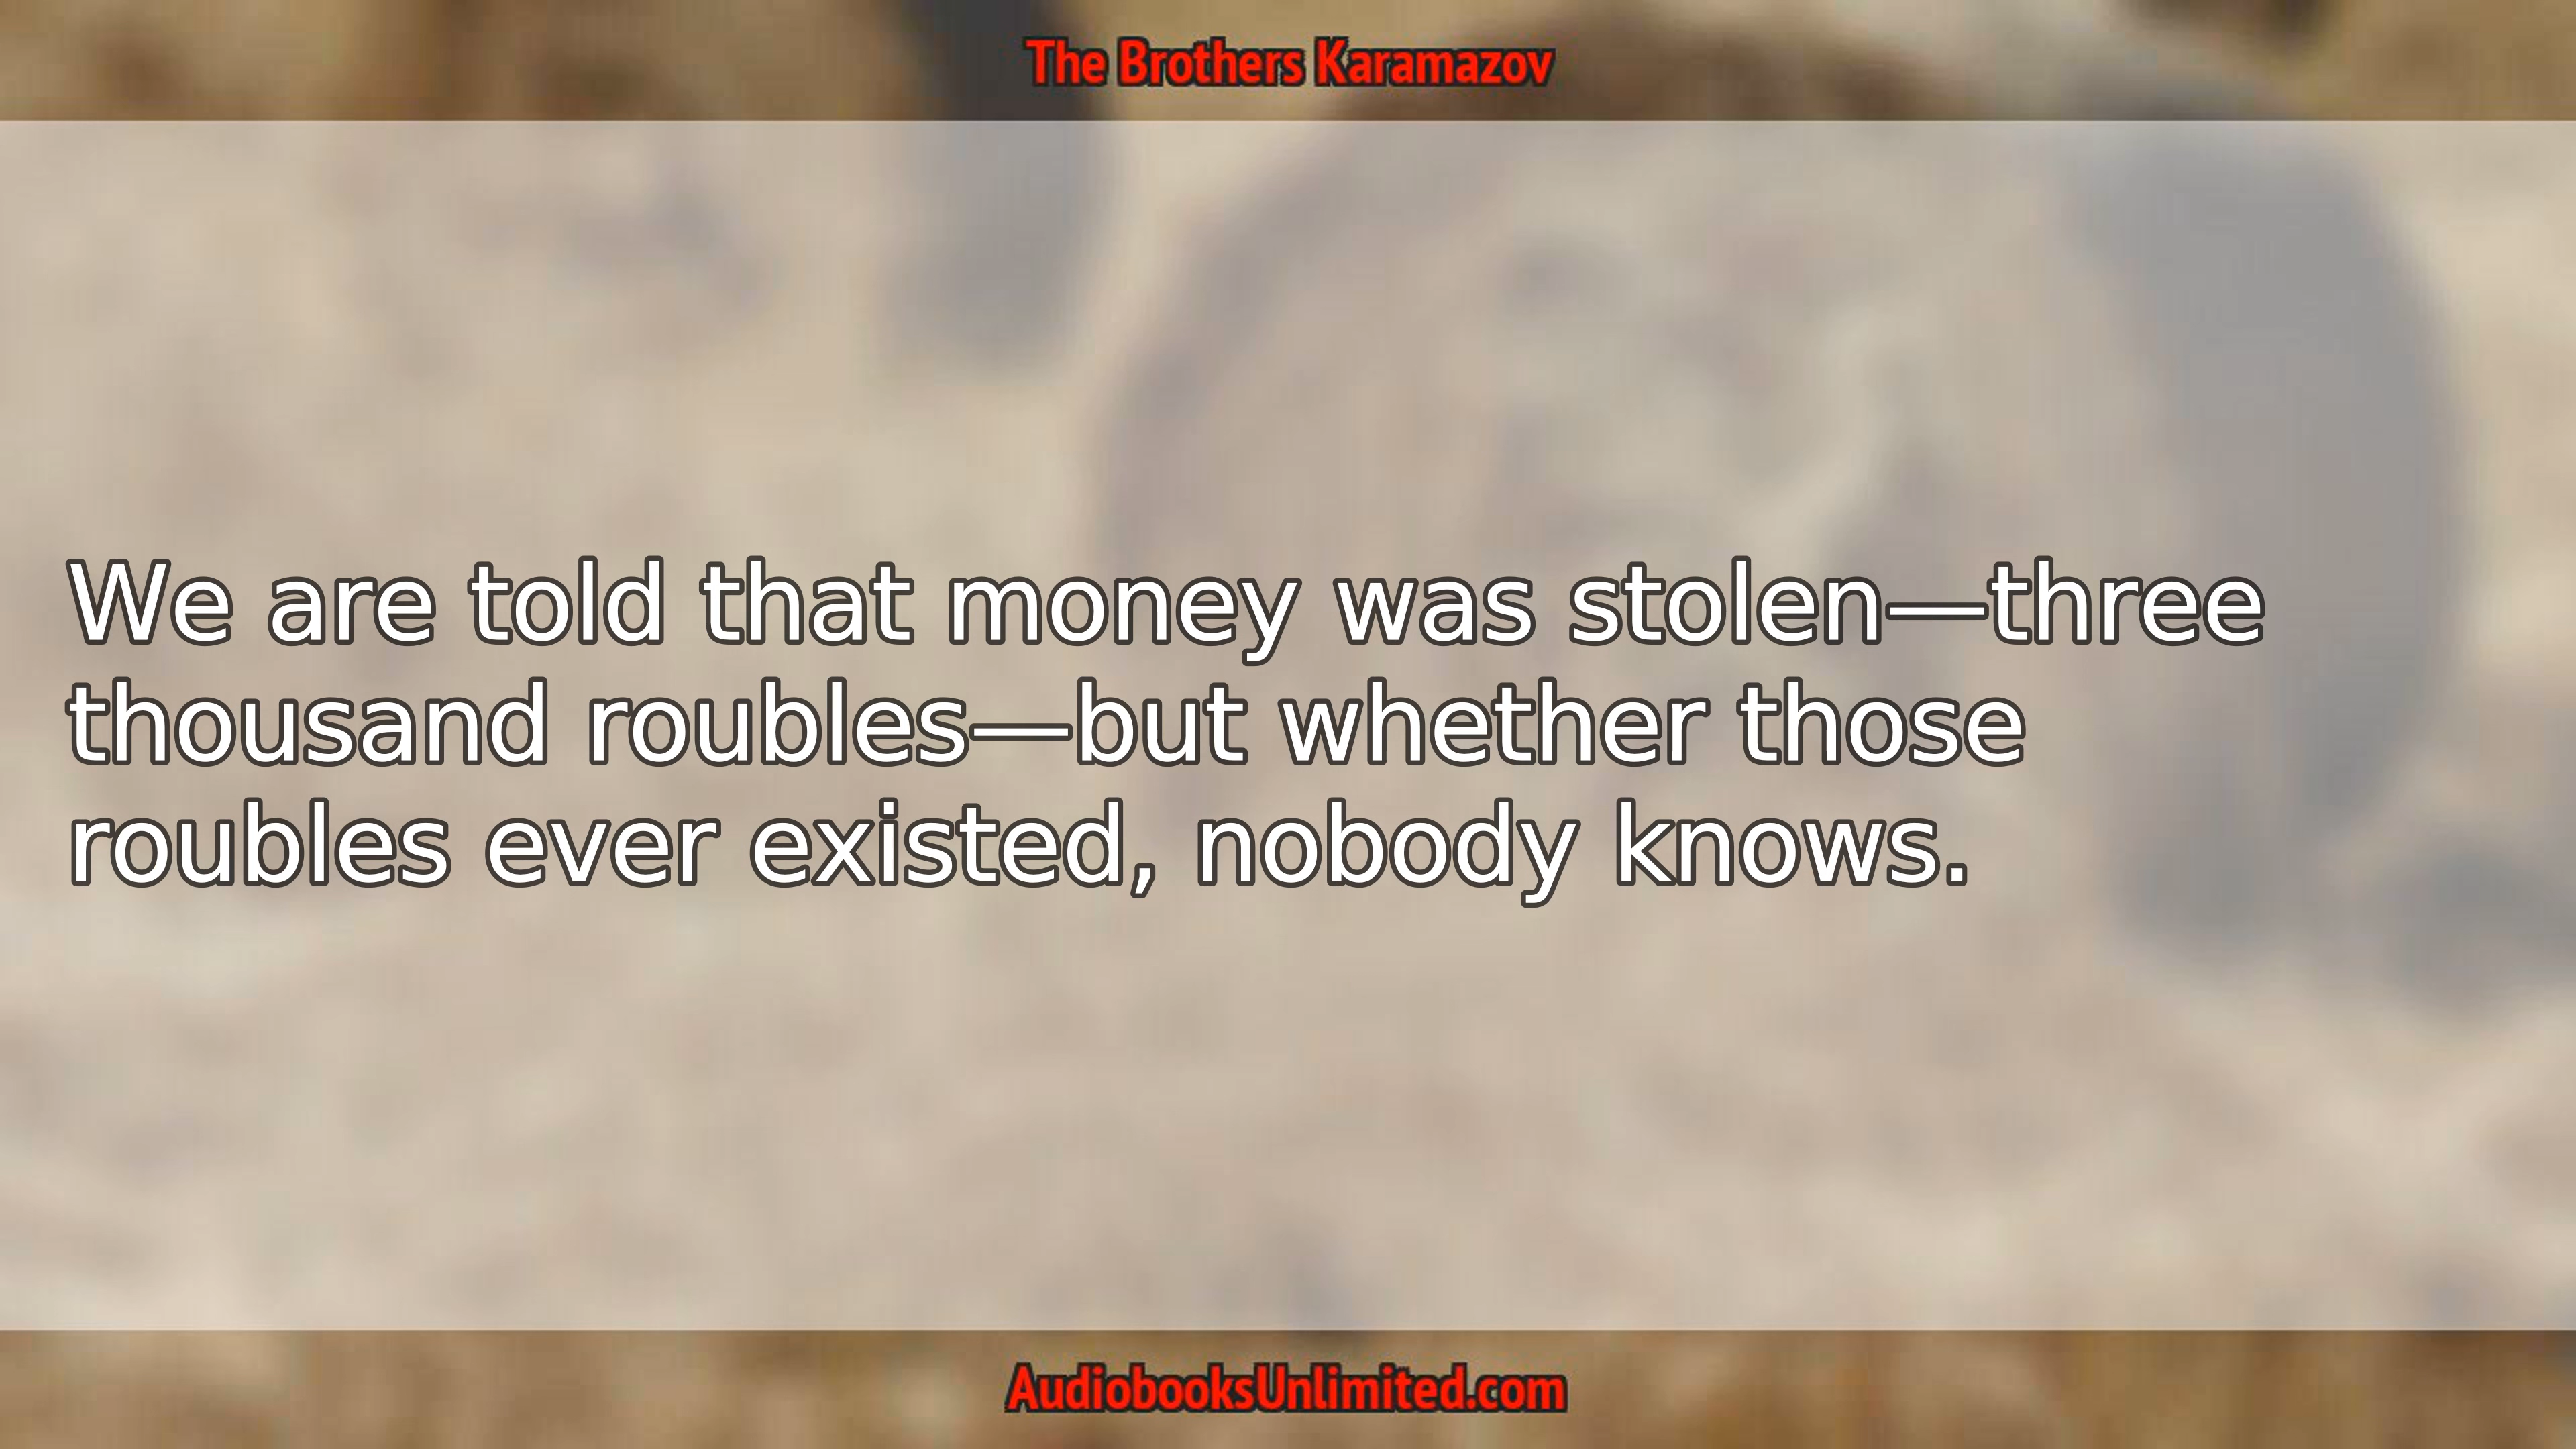 The Brothers Karamazov
We are told that money was stolen—three
thousand roubles—but whether those
roubles ever existed, nobody knows.
AudiobooksUnlimited.com